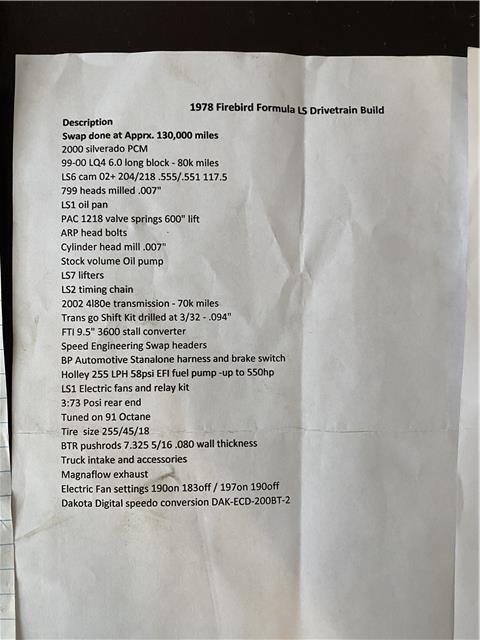 1978 Firebird Formula LS Drivetrain Build
Description
Swap done at Apprx. 130,000 miles
2000 silverado PCM
99-00 LQ4 6.0 long block - 80k miles
LS6 cam 02+ 204/218 .555/.551 117.5
799 heads milled .007"
LS1 oil pan
PAC 1218 valve springs 600" lift
ARP head bolts
Cylinder head mill .007"
Stock volume Oil pump
LS7 lifters
LS2 timing chain
2002 4l80e transmission - 70k miles
Trans go Shift Kit drilled at 3/32 - .094"
FTI 9.5" 3600 stall converter
Speed Engineering Swap headers
BP Automotive Stanalone harness and brake switch
Holley 255 LPH 58psi EFI fuel pump -up to 550hp
LS1 Electric fans and relay kit
3:73 Posi rear end
Tuned on 91 Octane
Tire  size 255/45/18
BTR pushrods 7.325 5/16 .080 wall thickness
Truck intake and accessories
Magnaflow exhaust
Electric Fan settings 190on 183off / 197on 190off
Dakota Digital speedo conversion DAK-ECD-200BT-2